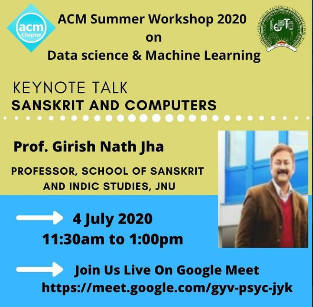 acm
Chapter
ACM Summer Workshop 2020
on
Data science & Machine Learning
KEYNOTE TALK
SANSKRIT AND COMPUTERS
Prof. Girish Nath Jha
PROFESSOR, SCHOOL OF SANSKRIT
AND INDIC STUDIES, JNU
4 July 2020
11:30am to 1:00pm
Join Us Live On Google Meet
https://meet.google.com/gyv-psyc-jyk